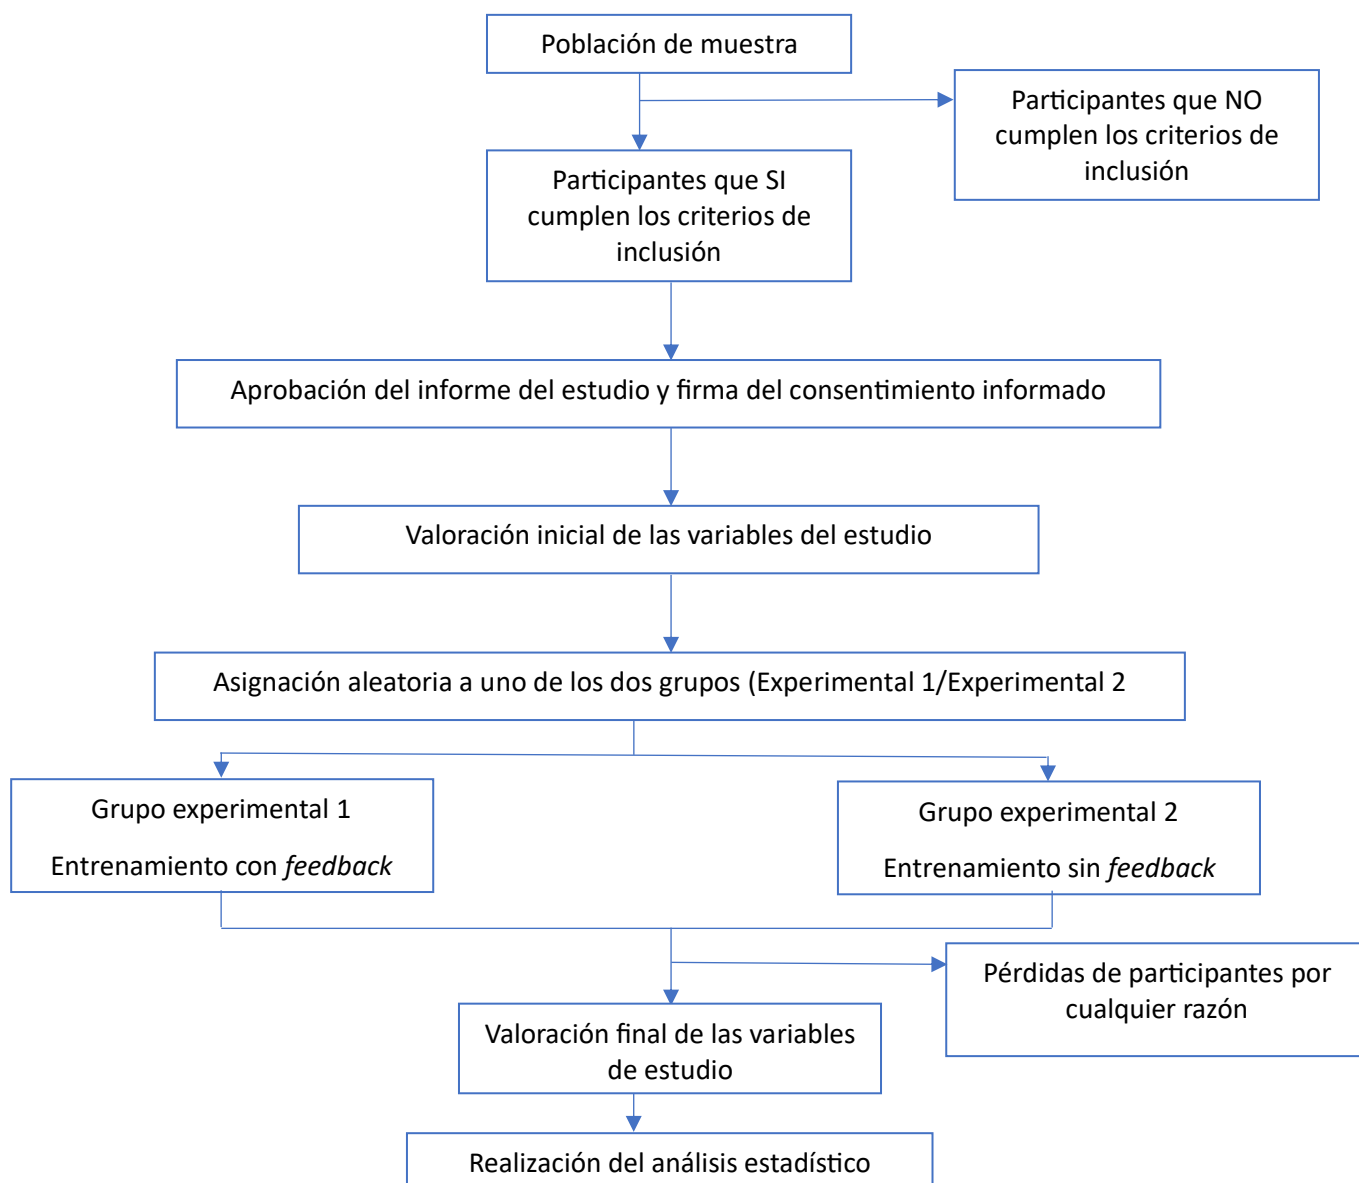 Población de muestra
Participantes que NO
cumplen los criterios de
inclusión
Participantes que SI
cumplen los criterios de
inclusión
Aprobación del informe del estudio y firma del consentimiento informado
Valoración inicial de las variables del estudio
Asignación aleatoria a uno de los dos grupos (Experimental 1/Experimental 2
Grupo experimental 1
Entrenamiento con feedback
Grupo experimental 2
Entrenamiento sin feedback
Pérdidas de participantes por
cualquier razón
Valoración final de las variables
de estudio
Realización del análisis estadístico